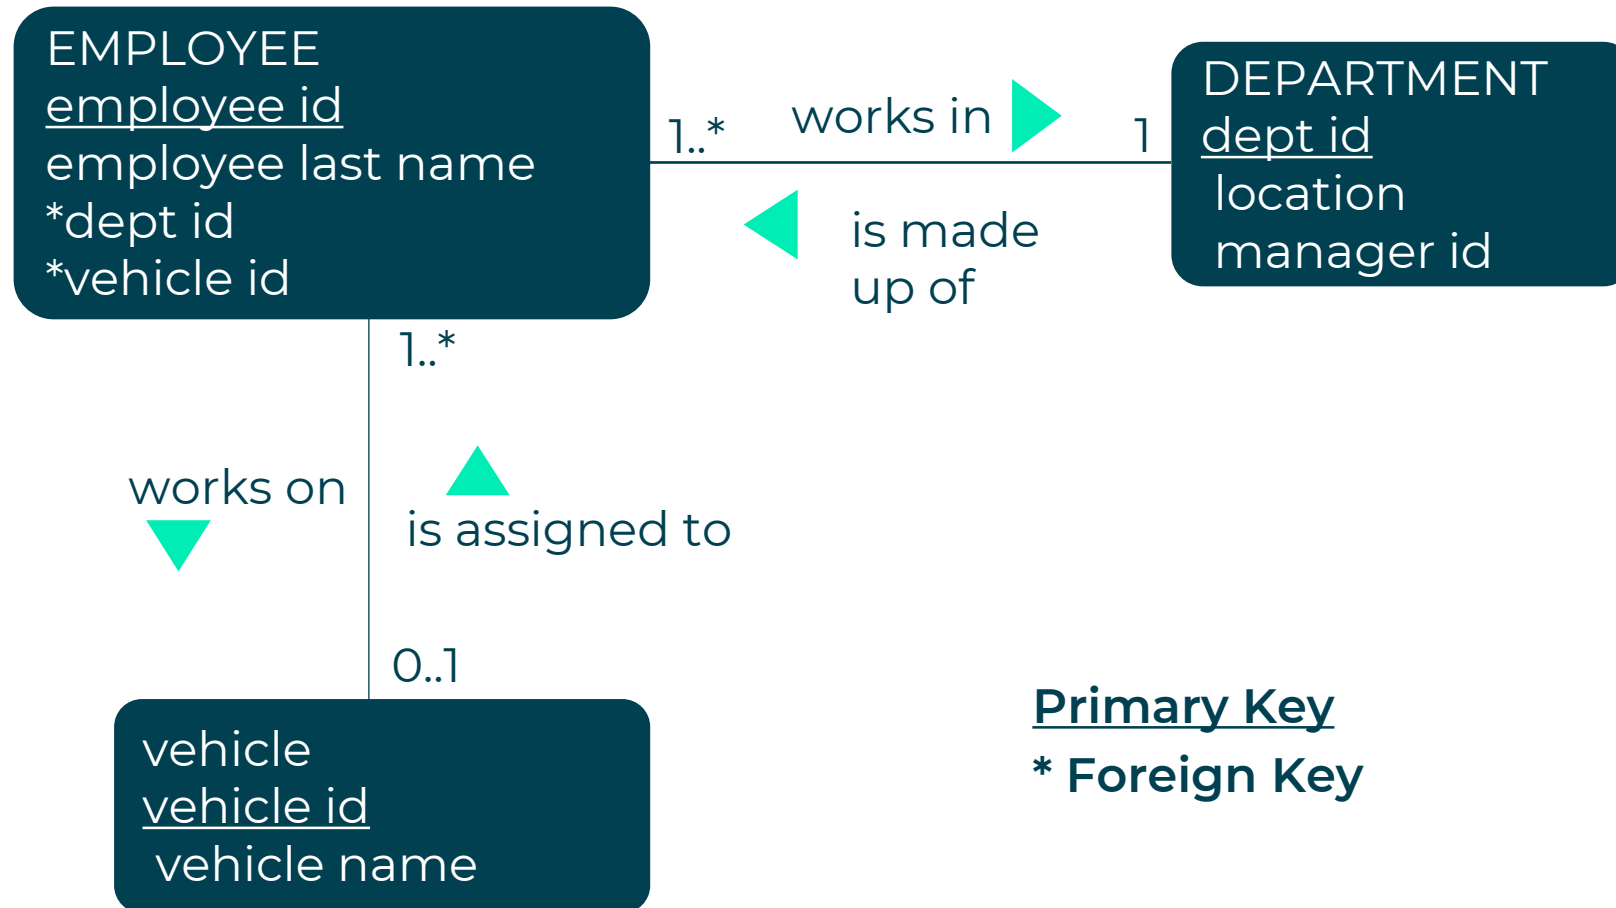 EMPLOYEE
employee id
employee last name
*dept id
*vehicle id
1..*
works in
1
DEPARTMENT
dept id
location
manager id
is made
up of
1..*
works on
is assigned to
0..1
vehicle
vehicle id
vehicle name
Primary Key
* Foreign Key